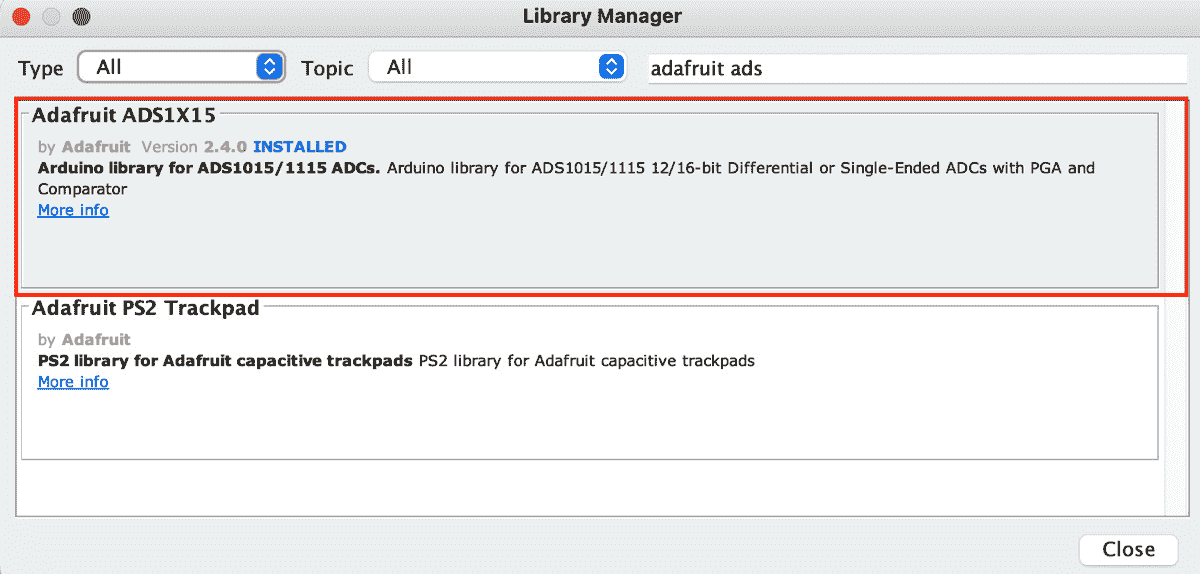 Library Manager
Type All Topic All adafruit ads
Adafruit ADS1X15
by Adafruit Version 2.4.0 INSTALLED
Arduino library for ADS1015/1115 ADCs. Arduino library for ADS1015/1115 12/16-bit Differential or Single-Ended ADCs with PGA and
Comparator
More info
Adafruit PS2 Trackpad
by Adafruit
PS2 library for Adafruit capacitive trackpads PS2 library for Adafruit capacitive trackpads
More info
Close